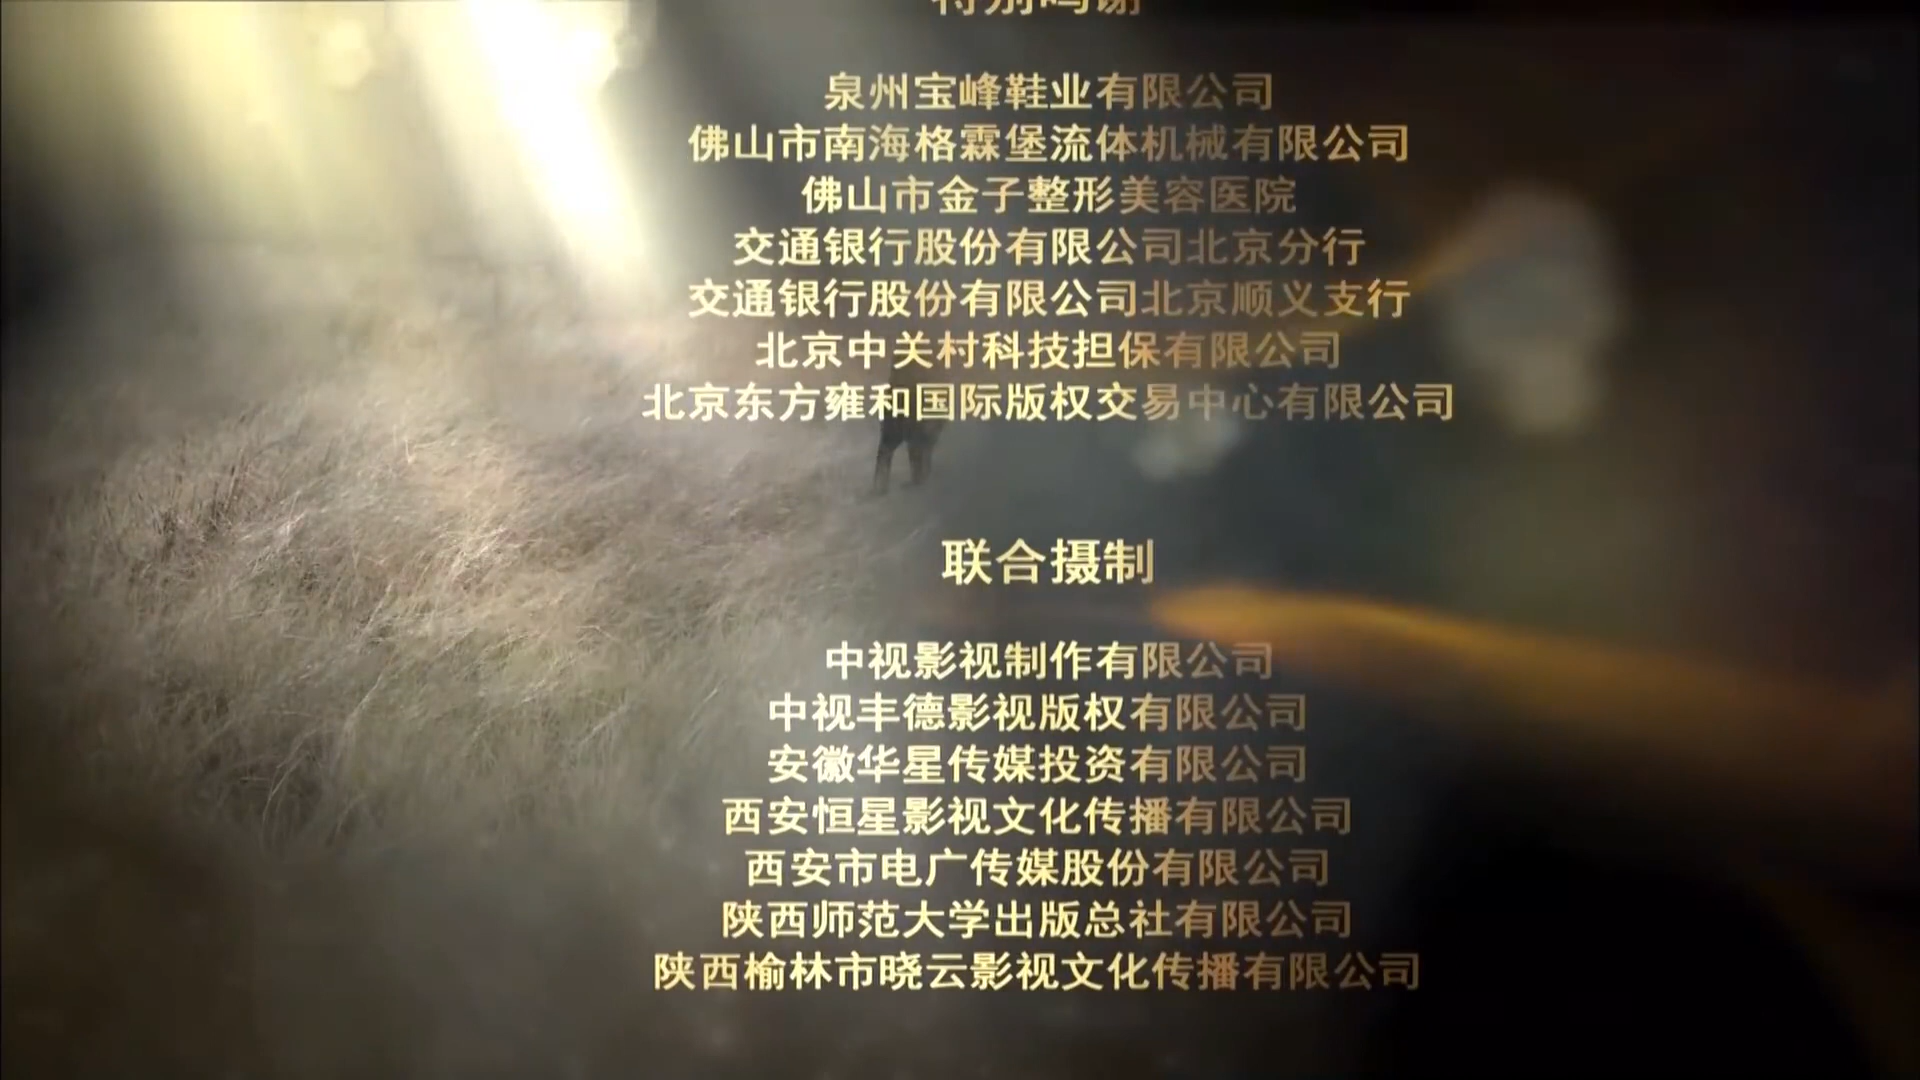 特别鸣谢
泉州宝峰鞋业有限公司
佛山市南海格霖堡流体机械有限公司
佛山市金子整形美容医院
交通银行股份有限公司北京分行
交通银行股份有限公司北京顺义支行
北京中关村科技担保有限公司
北京东方雍和国际版权交易中心有限公司
联合摄制
中视影视制作有限公司
中视丰德影视版权有限公司
安徽华星传媒投资有限公司
西安恒星影视文化传播有限公司
西安市电广传媒股份有限公司
陕西师范大学出版总社有限公司
陕西榆林市晓云影视文化传播有限公司